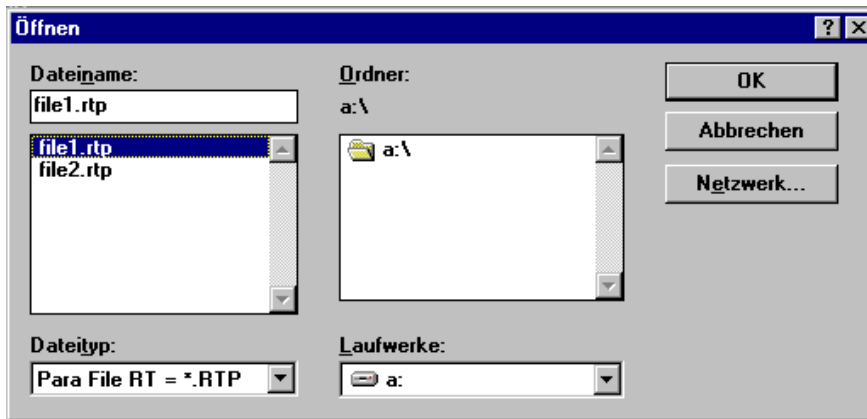 Öffnen
Dateiname:
file1.rtp
file1.rtp
file2.rtp
Dateityp:
Para File RT = *.RTP
Ordner:
a:\
a:\
Laufwerke:
a:
OK
Abbrechen
Netzwerk...